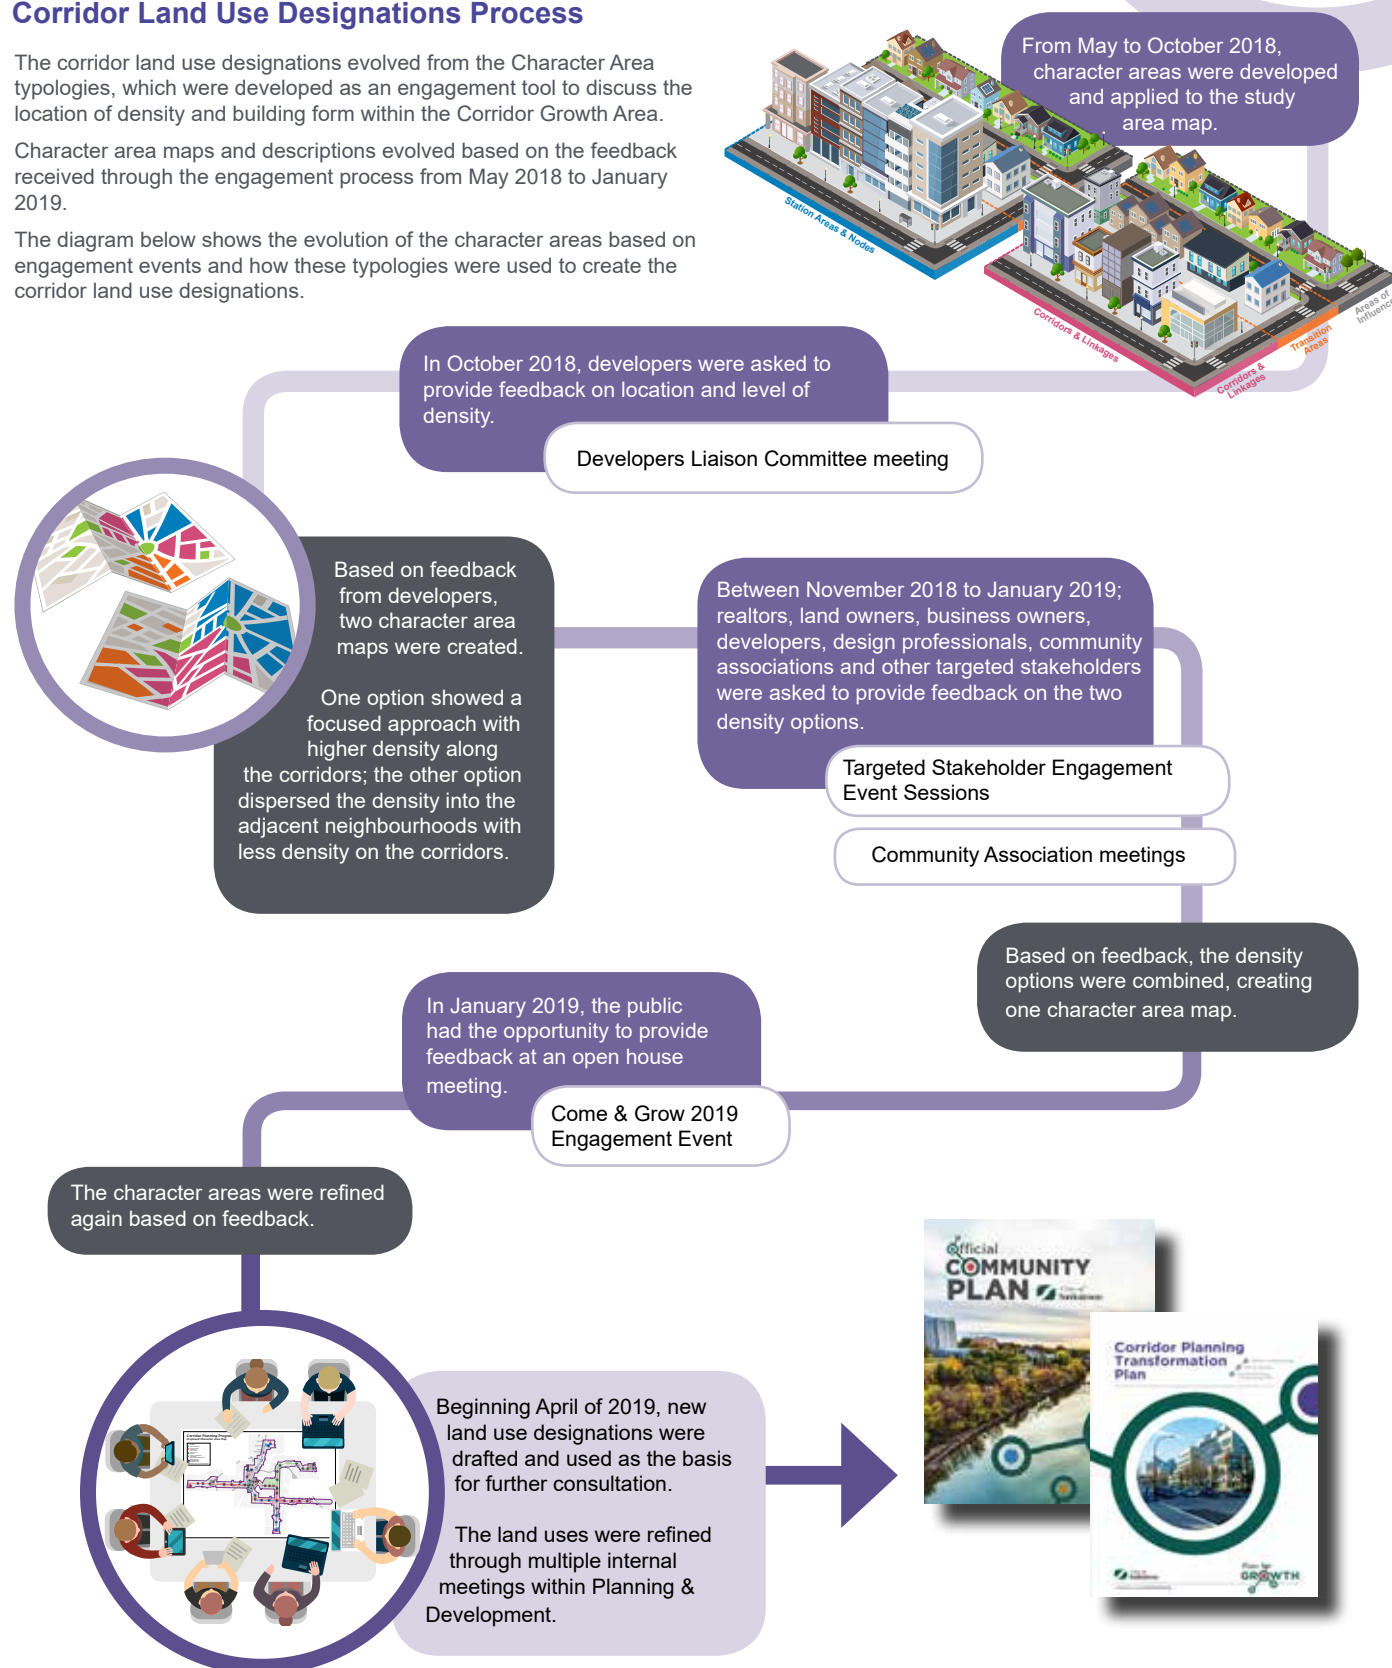 Corridor Land Use Designations Process
The corridor land use designations evolved from the Character Area
typologies, which were developed as an engagement tool to discuss the
location of density and building form within the Corridor Growth Area.
Character area maps and descriptions evolved based on the feedback
received through the engagement process from May 2018 to January
2019.
The diagram below shows the evolution of the character areas based on
engagement events and how these typologies were used to create the
corridor land use designations.
From May to October 2018,
character areas were developed
and applied to the study
area map.
Station Areas & Nodes
Corridors & Linkages
Corridors &
Linkages
Transition
Areas
Areas of
Influence
In October 2018, developers were asked to
provide feedback on location and level of
density.
Developers Liaison Committee meeting
Based on feedback
from developers,
two character area
maps were created.
One option showed a
focused approach with
higher density along
the corridors; the other option
dispersed the density into the
adjacent neighbourhoods with
less density on the corridors.
Between November 2018 to January 2019;
realtors, land owners, business owners,
developers, design professionals, community
associations and other targeted stakeholders
were asked to provide feedback on the two
density options.
Targeted Stakeholder Engagement
Event Sessions
Community Association meetings
Based on feedback, the density
options were combined, creating
one character area map.
In January 2019, the public
had the opportunity to provide
feedback at an open house
meeting.
Come & Grow 2019
Engagement Event
The character areas were refined
again based on feedback.
Corridor Planning Program
Beginning April of 2019, new
land use designations were
drafted and used as the basis
for further consultation.
The land uses were refined
through multiple internal
meetings within Planning &
Development.
Official
COMMUNITY
PLAN
City of
Saskatoon
Corridor Planning
Transformation
Plan
City of
Saskatoon
Plan for
GROWTH